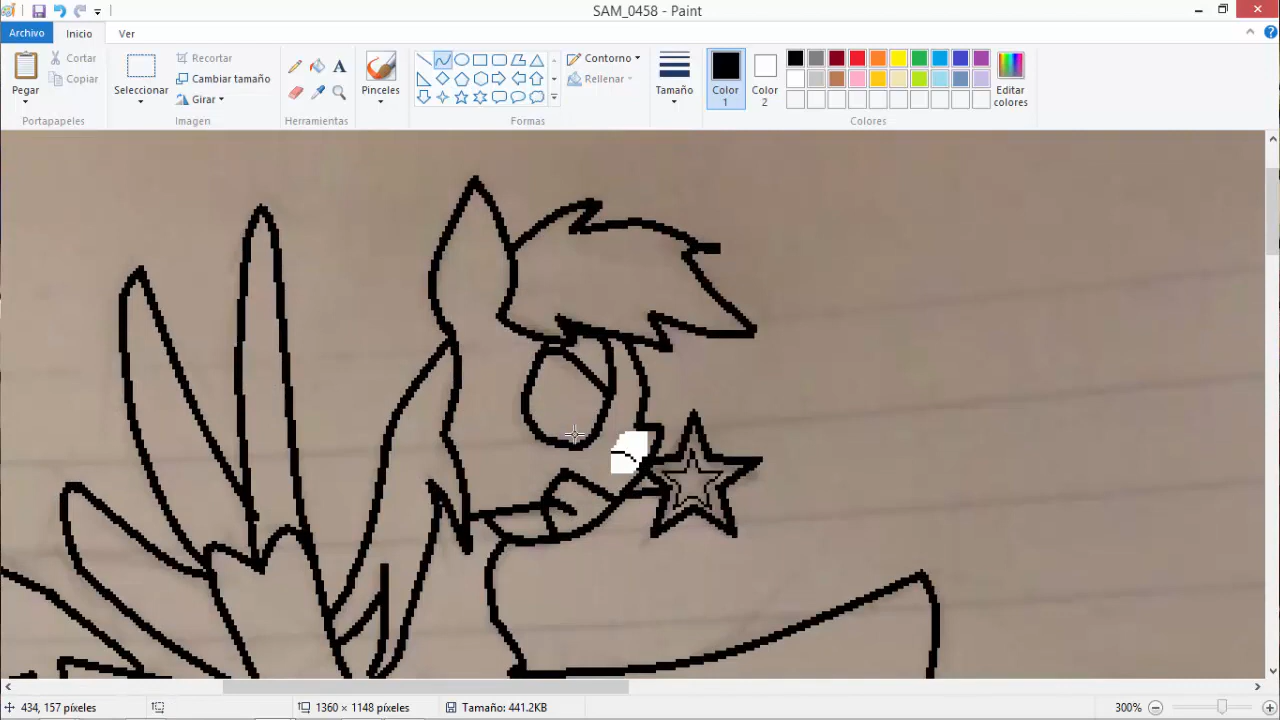 SAM_0458 - Paint
Archivo Inicio Ver
Pegar
Cortar
Copiar
Portapapeles
Seleccionar
Recortar
Cambiar tamaño
Girar
Imagen
A
Herramientas
Pinceles
Contorno
Rellenar
Formas
Tamaño
Color 1
Color 2
Editar colores
Colores
434, 157 píxeles
1360 × 1148 píxeles
Tamaño: 441.2KB
300%